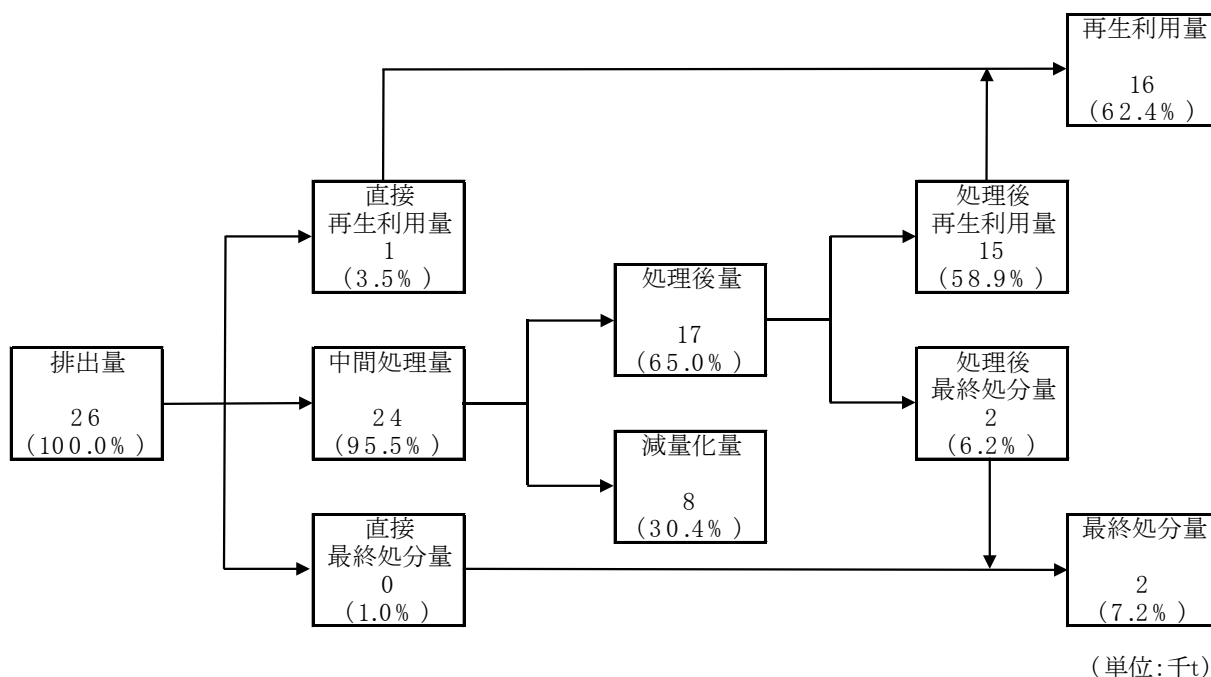 再生利用量
16
(62.4%)
直接
再生利用量
1
(3.5%)
処理後
再生利用量
15
(58.9%)
処理後量
17
(65.0%)
排出量
26
(100.0%)
中間処理量
24
(95.5%)
処理後
最終処分量
2
(6.2%)
減量化量
8
(30.4%)
直接
最終処分量
0
(1.0%)
最終処分量
2
(7.2%)
(単位:千t)